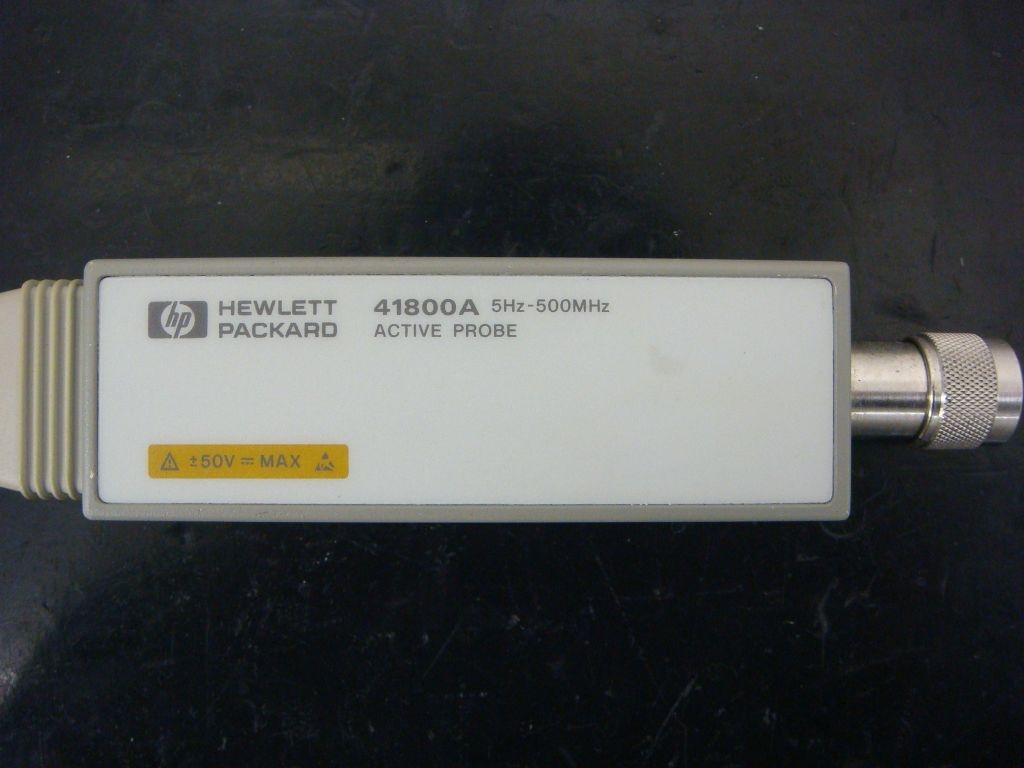 hp HEWLETT PACKARD
41800A 5Hz-500MHz
ACTIVE PROBE
±50V ⎓ MAX